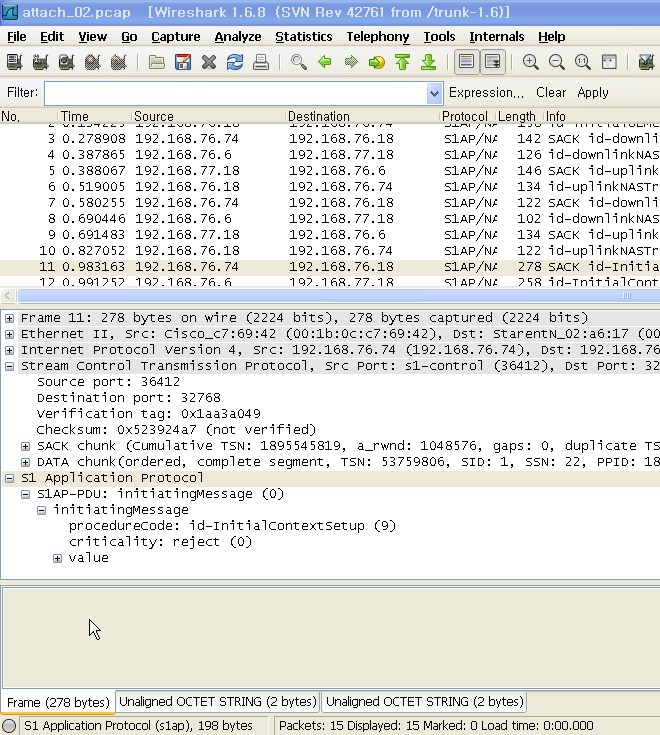 attach_02.pcap [Wireshark 1.6.8 (SVN Rev 42761 from /trunk-1.6)]
File Edit View Go Capture Analyze Statistics Telephony Tools Internals Help
Filter: Expression... Clear Apply
No. Time Source Destination Protocol Length Info
3 0.278908 192.168.76.74 192.168.76.18 S1AP/NA 142 SACK id-downli
4 0.387865 192.168.76.6 192.168.77.18 S1AP/NA 126 id-downlinkNAS
5 0.388067 192.168.77.18 192.168.76.6 S1AP/NA 146 SACK id-uplink
6 0.519005 192.168.76.18 192.168.76.74 S1AP/NA 134 id-uplinkNASTr
7 0.580255 192.168.76.74 192.168.76.18 S1AP/NA 122 SACK id-downli
8 0.690446 192.168.76.6 192.168.77.18 S1AP/NA 102 id-downlinkNAS
9 0.691483 192.168.77.18 192.168.76.6 S1AP/NA 134 SACK id-uplink
10 0.827052 192.168.76.18 192.168.76.74 S1AP/NA 122 id-uplinkNASTr
11 0.983163 192.168.76.74 192.168.76.18 S1AP/NA 278 SACK id-Initia
12 0.991252 192.168.76.6 192.168.77.18 S1AP/NA 258 id-InitialCont
Frame 11: 278 bytes on wire (2224 bits), 278 bytes captured (2224 bits)
Ethernet II, Src: Cisco_c7:69:42 (00:1b:0c:c7:69:42), Dst: StarentN_02:a6:17 (00
Internet Protocol Version 4, Src: 192.168.76.74 (192.168.76.74), Dst: 192.168.76
Stream Control Transmission Protocol, Src Port: s1-control (36412), Dst Port: 32
Source port: 36412
Destination port: 32768
Verification tag: 0x1aa3a049
Checksum: 0x523924a7 (not verified)
SACK chunk (Cumulative TSN: 1895545819, a_rwnd: 1048576, gaps: 0, duplicate TS
DATA chunk(ordered, complete segment, TSN: 53759806, SID: 1, SSN: 22, PPID: 18
S1 Application Protocol
S1AP-PDU: initiatingMessage (0)
initiatingMessage
procedureCode: id-InitialContextSetup (9)
criticality: reject (0)
value
Frame (278 bytes) Unaligned OCTET STRING (2 bytes) Unaligned OCTET STRING (2 bytes)
S1 Application Protocol (s1ap), 198 bytes Packets: 15 Displayed: 15 Marked: 0 Load time: 0:00.000